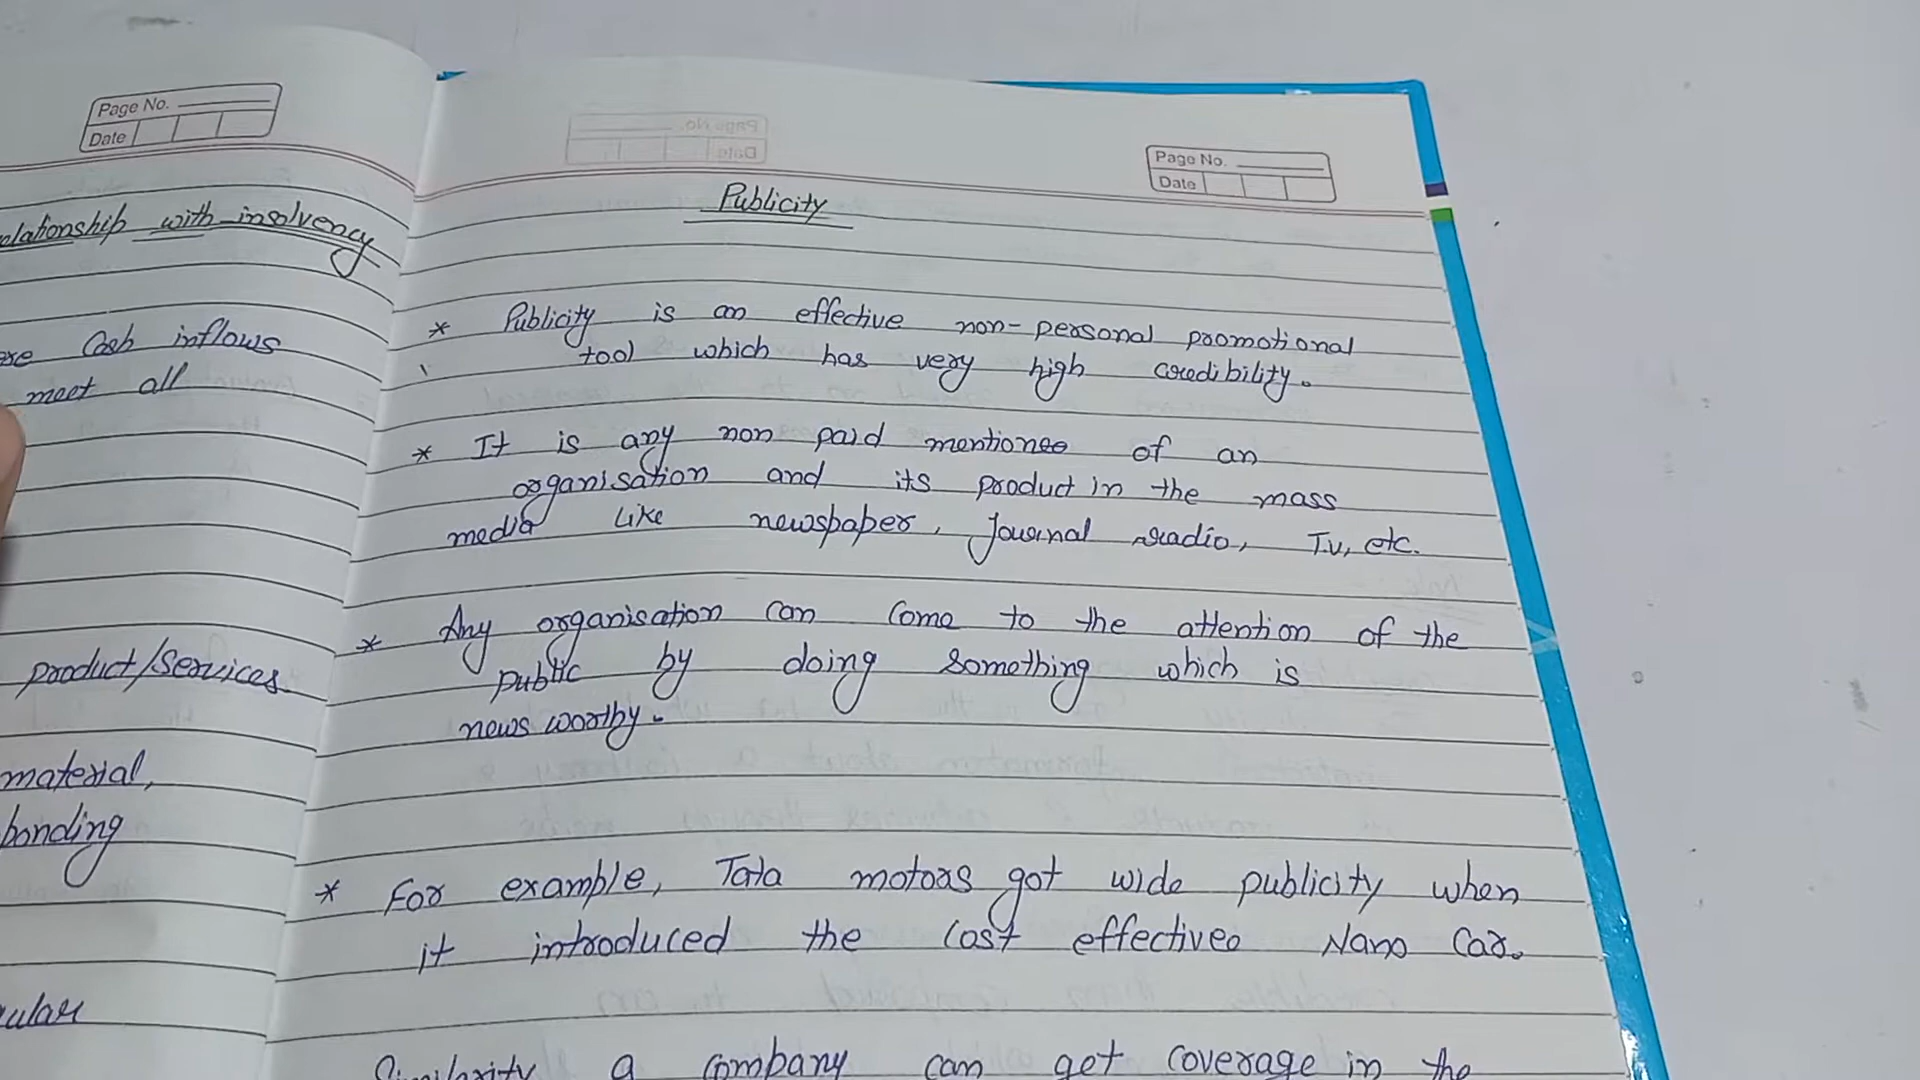 Page No.
Date
elationship with insolvency
Cash inflows
meet all
product/services
material,
bonding
Page No.
Date
Publicity
* Publicity is an effective non-personal promotional
tool which has very high credibility.
* It is any non paid mentionee of an
organisation and its product in the mass
media like newspaper, Journal radio, T.v, etc.
* Any organisation can come to the attention of the
public by doing something which is
news worthy.
* For example, Tata motors got wide publicity when
it introduced the cost effectivee Nano Car.
Similarity a company can get coverage in the